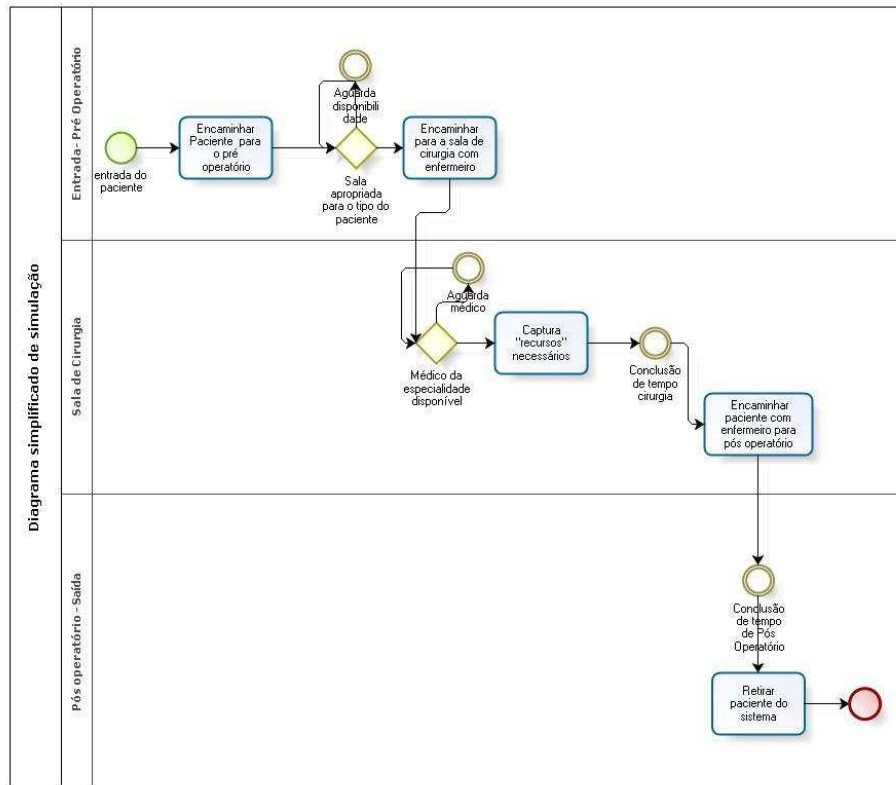 Diagrama simplificado de simulação
Entrada- Pré Operatório
entrada do
paciente
Encaminhar
Paciente para
o pré
operatório
Aguarda
disponibili
dade
Sala
apropriada
para o tipo do
paciente
Encaminhar
para a sala de
cirurgia com
enfermeiro
Sala de Cirurgia
Aguarda
médico
Médico da
especialidade
disponível
Captura
"recursos"
necessários
Conclusão
de tempo
cirurgia
Encaminhar
paciente com
enfermeiro para
pós operatório
Pós operatório - Saída
Conclusão
de tempo
de Pós
Operatório
Retirar
paciente do
sistema